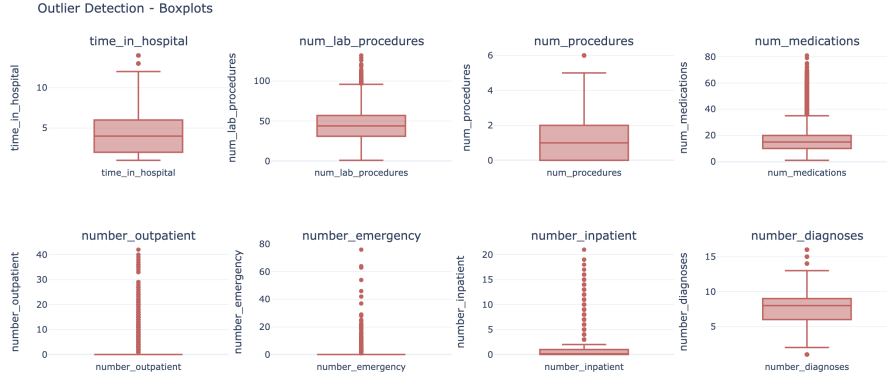 Outlier Detection - Boxplots
time_in_hospital
num_lab_procedures
num_procedures
num_medications
time_in_hospital
10
5
time_in_hospital
num_lab_procedures
100
50
0
num_lab_procedures
num_procedures
6
4
2
0
num_procedures
num_medications
80
60
40
20
0
num_medications
number_outpatient
number_emergency
number_inpatient
number_diagnoses
number_outpatient
40
30
20
10
0
number_outpatient
number_emergency
80
60
40
20
0
number_emergency
number_inpatient
20
15
10
5
0
number_inpatient
number_diagnoses
15
10
5
number_diagnoses